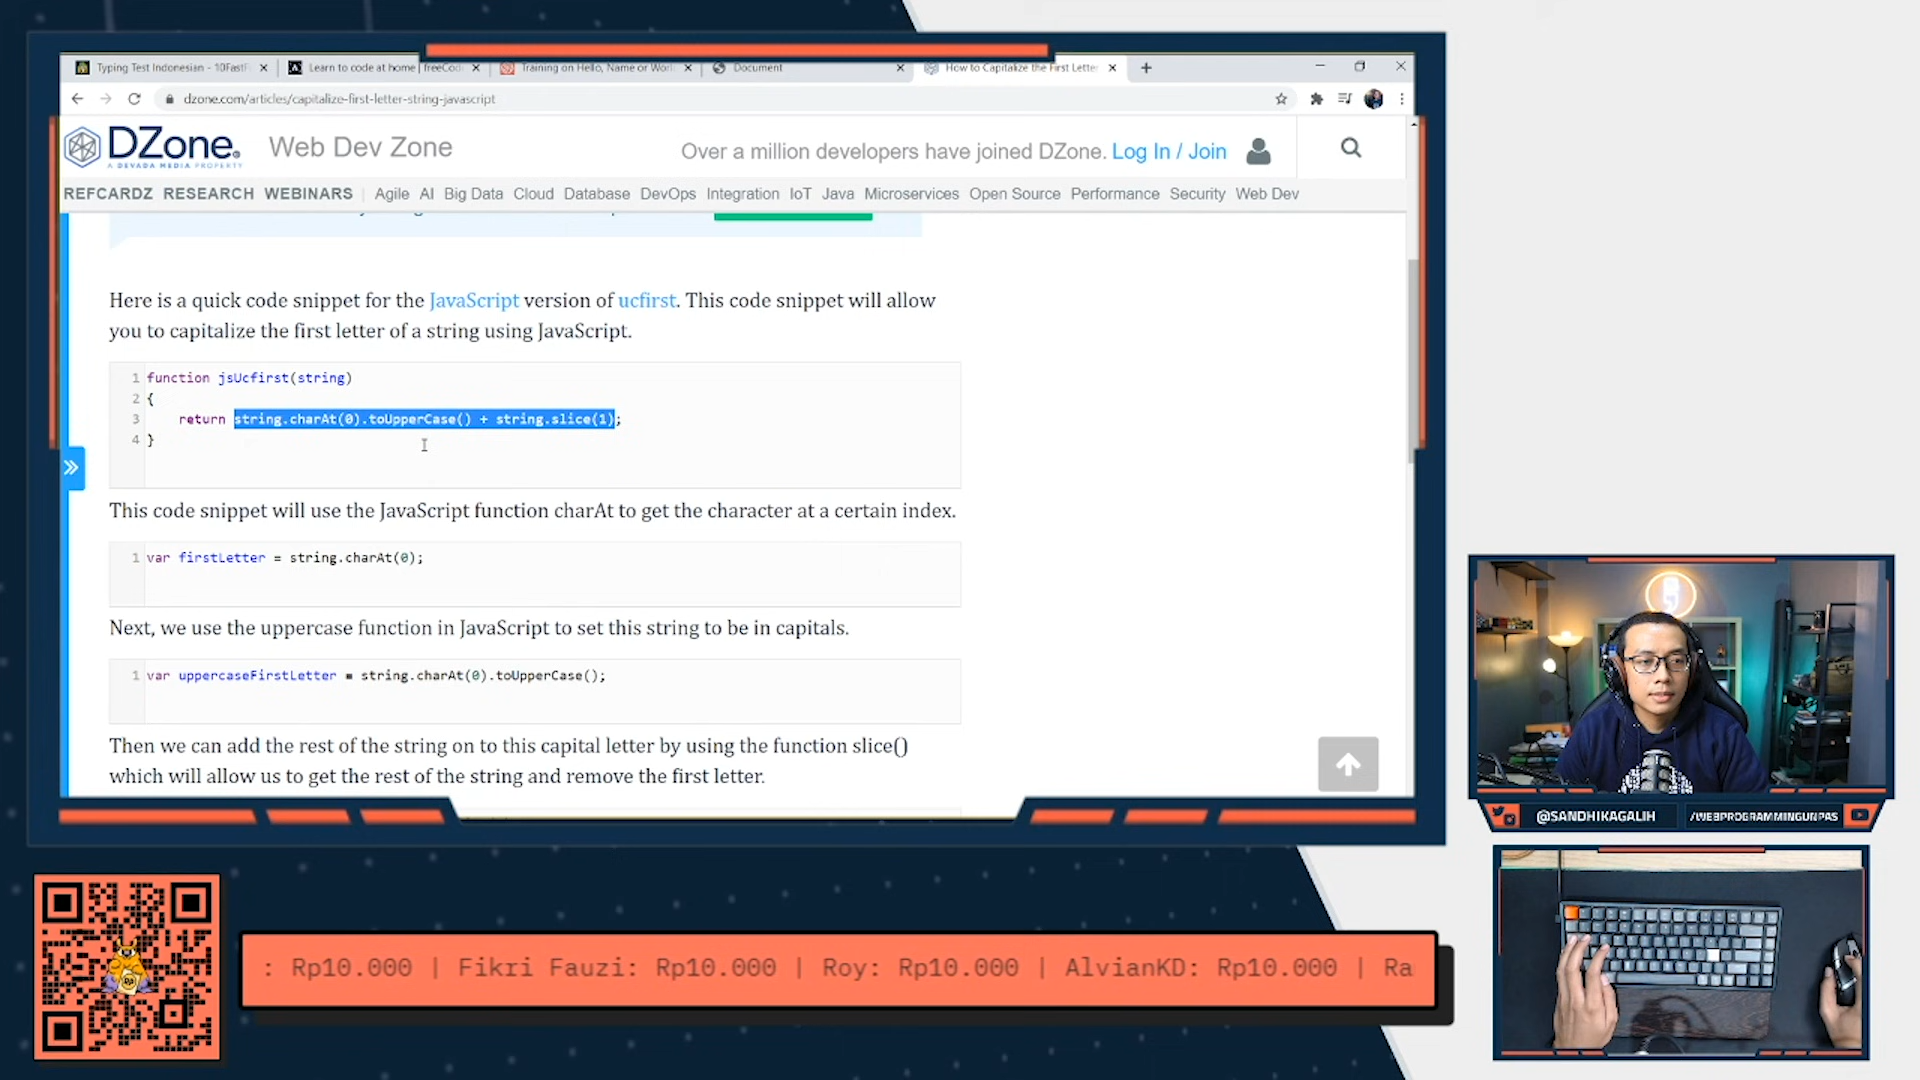 Typing Test Indonesian - 10FastF
Learn to code at home | freeCod
Training on Hello, Name or Worl
Document
How to Capitalize the First Lette
dzone.com/articles/capitalize-first-letter-string-javascript
DZone.
A DEVADA MEDIA PROPERTY
Web Dev Zone
Over a million developers have joined DZone. Log In / Join
REFCARDZ RESEARCH WEBINARS | Agile AI Big Data Cloud Database DevOps Integration IoT Java Microservices Open Source Performance Security Web Dev
Here is a quick code snippet for the JavaScript version of ucfirst. This code snippet will allow
you to capitalize the first letter of a string using JavaScript.
1 function jsUcfirst(string)
2 {
3 return string.charAt(0).toUpperCase() + string.slice(1);
4 }
This code snippet will use the JavaScript function charAt to get the character at a certain index.
1 var firstLetter = string.charAt(0);
Next, we use the uppercase function in JavaScript to set this string to be in capitals.
1 var uppercaseFirstLetter = string.charAt(0).toUpperCase();
Then we can add the rest of the string on to this capital letter by using the function slice()
which will allow us to get the rest of the string and remove the first letter.
@SANDHIKAGALIH
/WEBPROGRAMMINGUNPAS
: Rp10.000 | Fikri Fauzi: Rp10.000 | Roy: Rp10.000 | AlvianKD: Rp10.000 | Ra